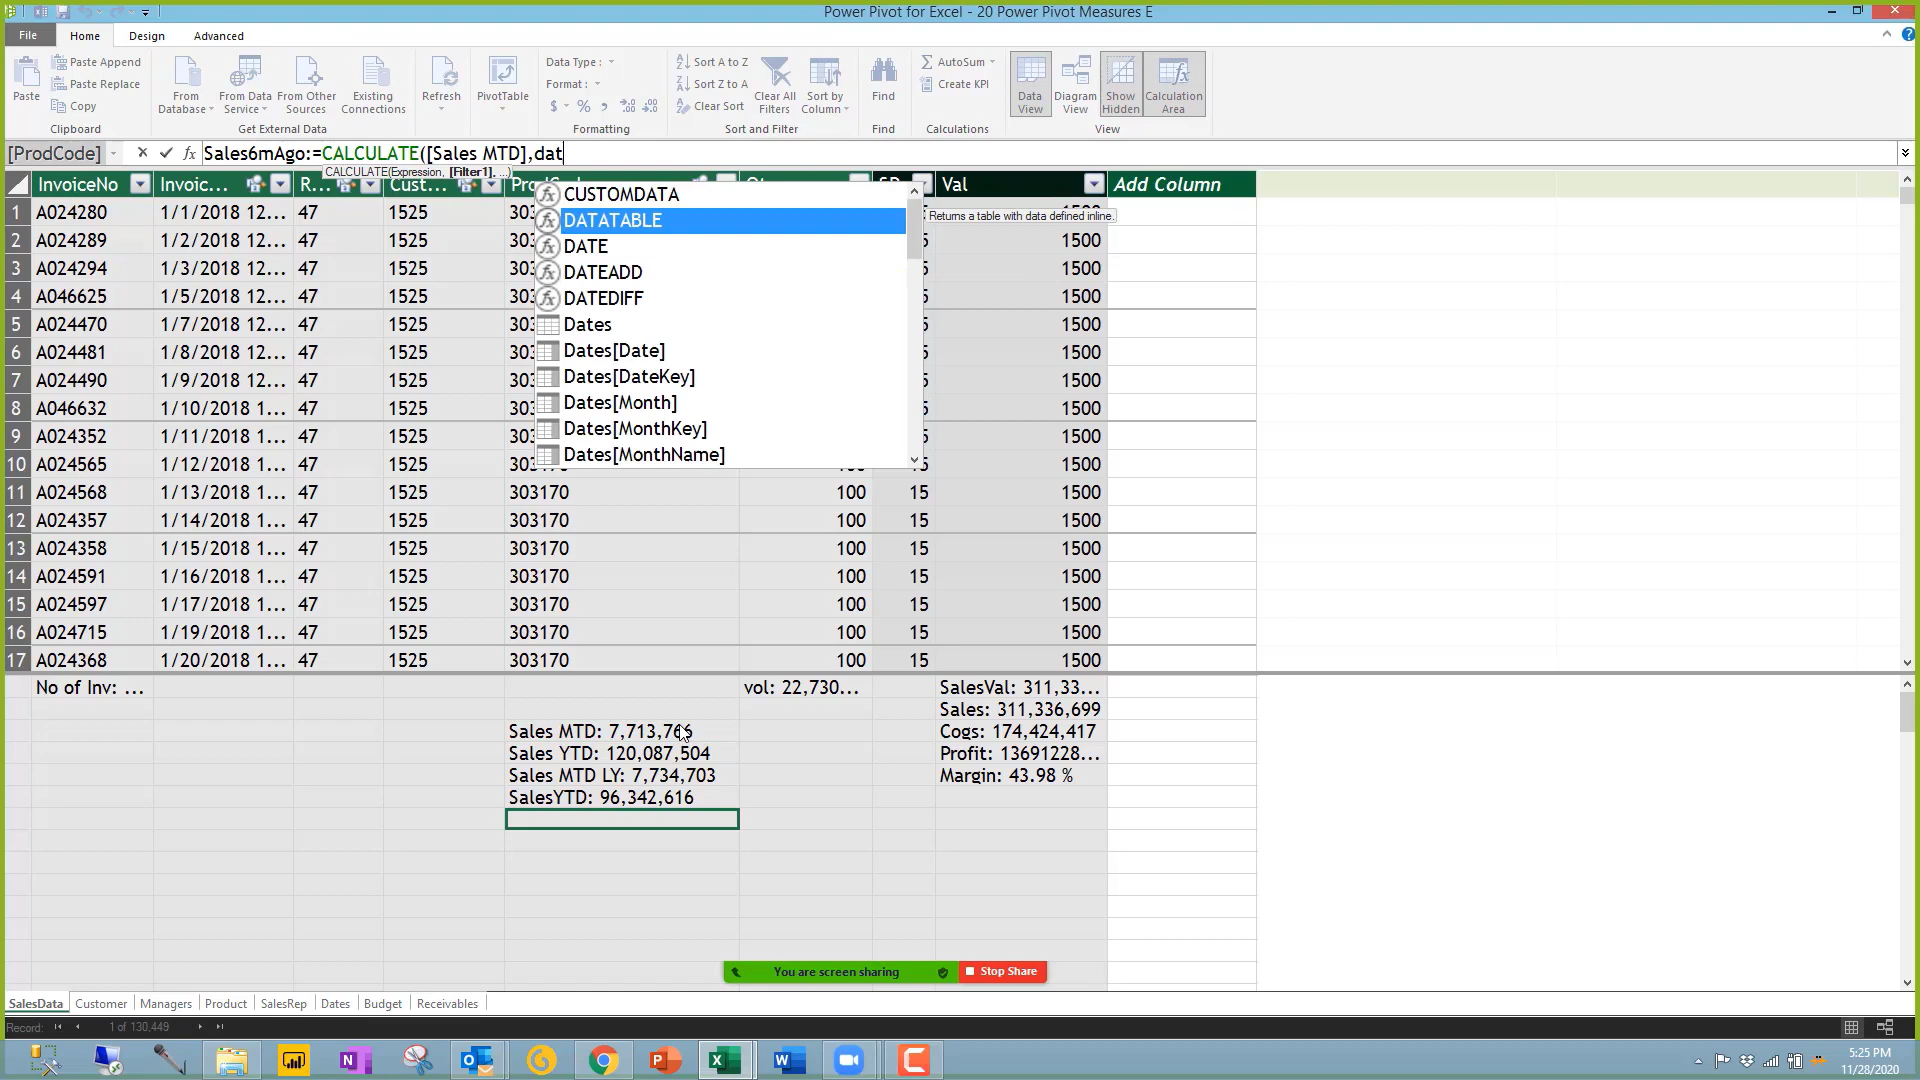 Power Pivot for Excel - 20 Power Pivot Measures E
File Home Design Advanced
Paste
Paste Append
Paste Replace
Copy
Clipboard
From Database
From Data Service
From Other Sources
Existing Connections
Get External Data
Refresh
PivotTable
Data Type :
Format :
$ % ,
Formatting
Sort A to Z
Sort Z to A
Clear Sort
Clear All Filters
Sort by Column
Sort and Filter
Find
Find
AutoSum
Create KPI
Calculations
Data View
Diagram View
Show Hidden
Calculation Area
View
[ProdCode] fx Sales6mAgo:=CALCULATE([Sales MTD],dat
CALCULATE(Expression, [Filter1], ...)
InvoiceNo Invoic... R... Cust... Val Add Column
CUSTOMDATA
DATATABLE
Returns a table with data defined inline.
DATE
DATEADD
DATEDIFF
Dates
Dates[Date]
Dates[DateKey]
Dates[Month]
Dates[MonthKey]
Dates[MonthName]
1 A024280 1/1/2018 12... 47 1525
2 A024289 1/2/2018 12... 47 1525 1500
3 A024294 1/3/2018 12... 47 1525 1500
4 A046625 1/5/2018 12... 47 1525 1500
5 A024470 1/7/2018 12... 47 1525 1500
6 A024481 1/8/2018 12... 47 1525 1500
7 A024490 1/9/2018 12... 47 1525 1500
8 A046632 1/10/2018 1... 47 1525 1500
9 A024352 1/11/2018 1... 47 1525 1500
10 A024565 1/12/2018 1... 47 1525 1500
11 A024568 1/13/2018 1... 47 1525 303170 100 15 1500
12 A024357 1/14/2018 1... 47 1525 303170 100 15 1500
13 A024358 1/15/2018 1... 47 1525 303170 100 15 1500
14 A024591 1/16/2018 1... 47 1525 303170 100 15 1500
15 A024597 1/17/2018 1... 47 1525 303170 100 15 1500
16 A024715 1/19/2018 1... 47 1525 303170 100 15 1500
17 A024368 1/20/2018 1... 47 1525 303170 100 15 1500
No of Inv: ... vol: 22,730... SalesVal: 311,33...
Sales: 311,336,699
Sales MTD: 7,713,766 Cogs: 174,424,417
Sales YTD: 120,087,504 Profit: 13691228...
Sales MTD LY: 7,734,703 Margin: 43.98 %
SalesYTD: 96,342,616
You are screen sharing Stop Share
SalesData Customer Managers Product SalesRep Dates Budget Receivables
Record: 1 of 130,449
5:25 PM
11/28/2020